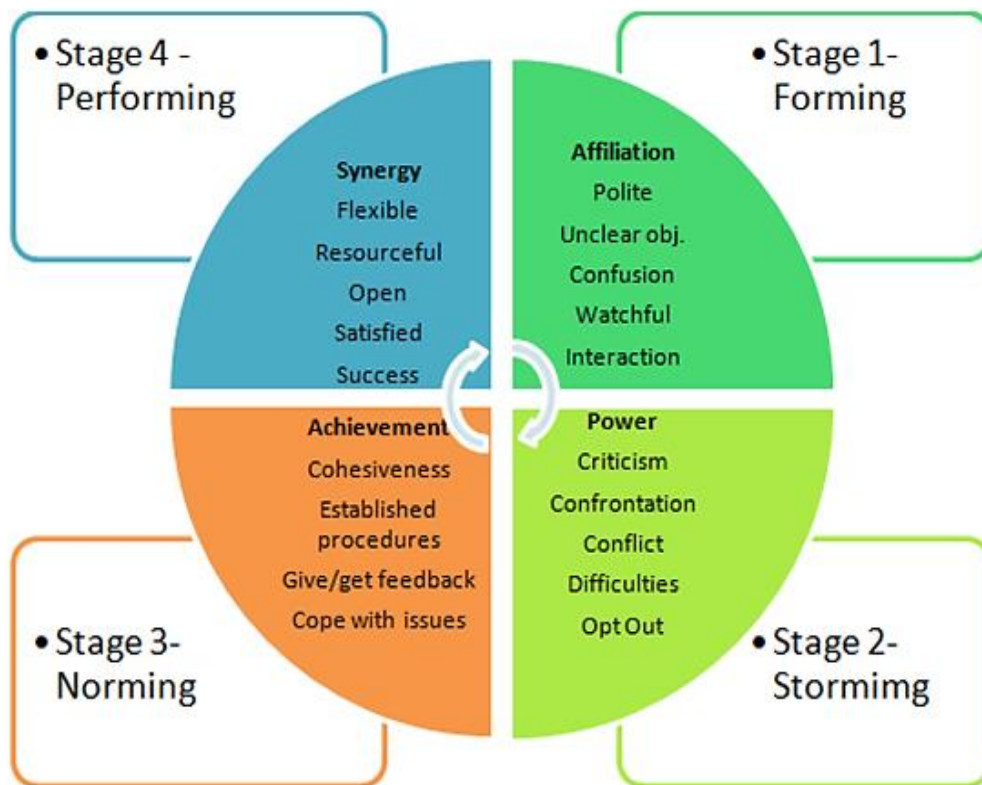 • Stage 4 -
Performing
• Stage 1-
Forming
Synergy
Flexible
Resourceful
Open
Satisfied
Success
Affiliation
Polite
Unclear obj.
Confusion
Watchful
Interaction
Achievement
Cohesiveness
Established
procedures
Give/get feedback
Cope with issues
Power
Criticism
Confrontation
Conflict
Difficulties
Opt Out
• Stage 3-
Norming
• Stage 2-
Stormimg